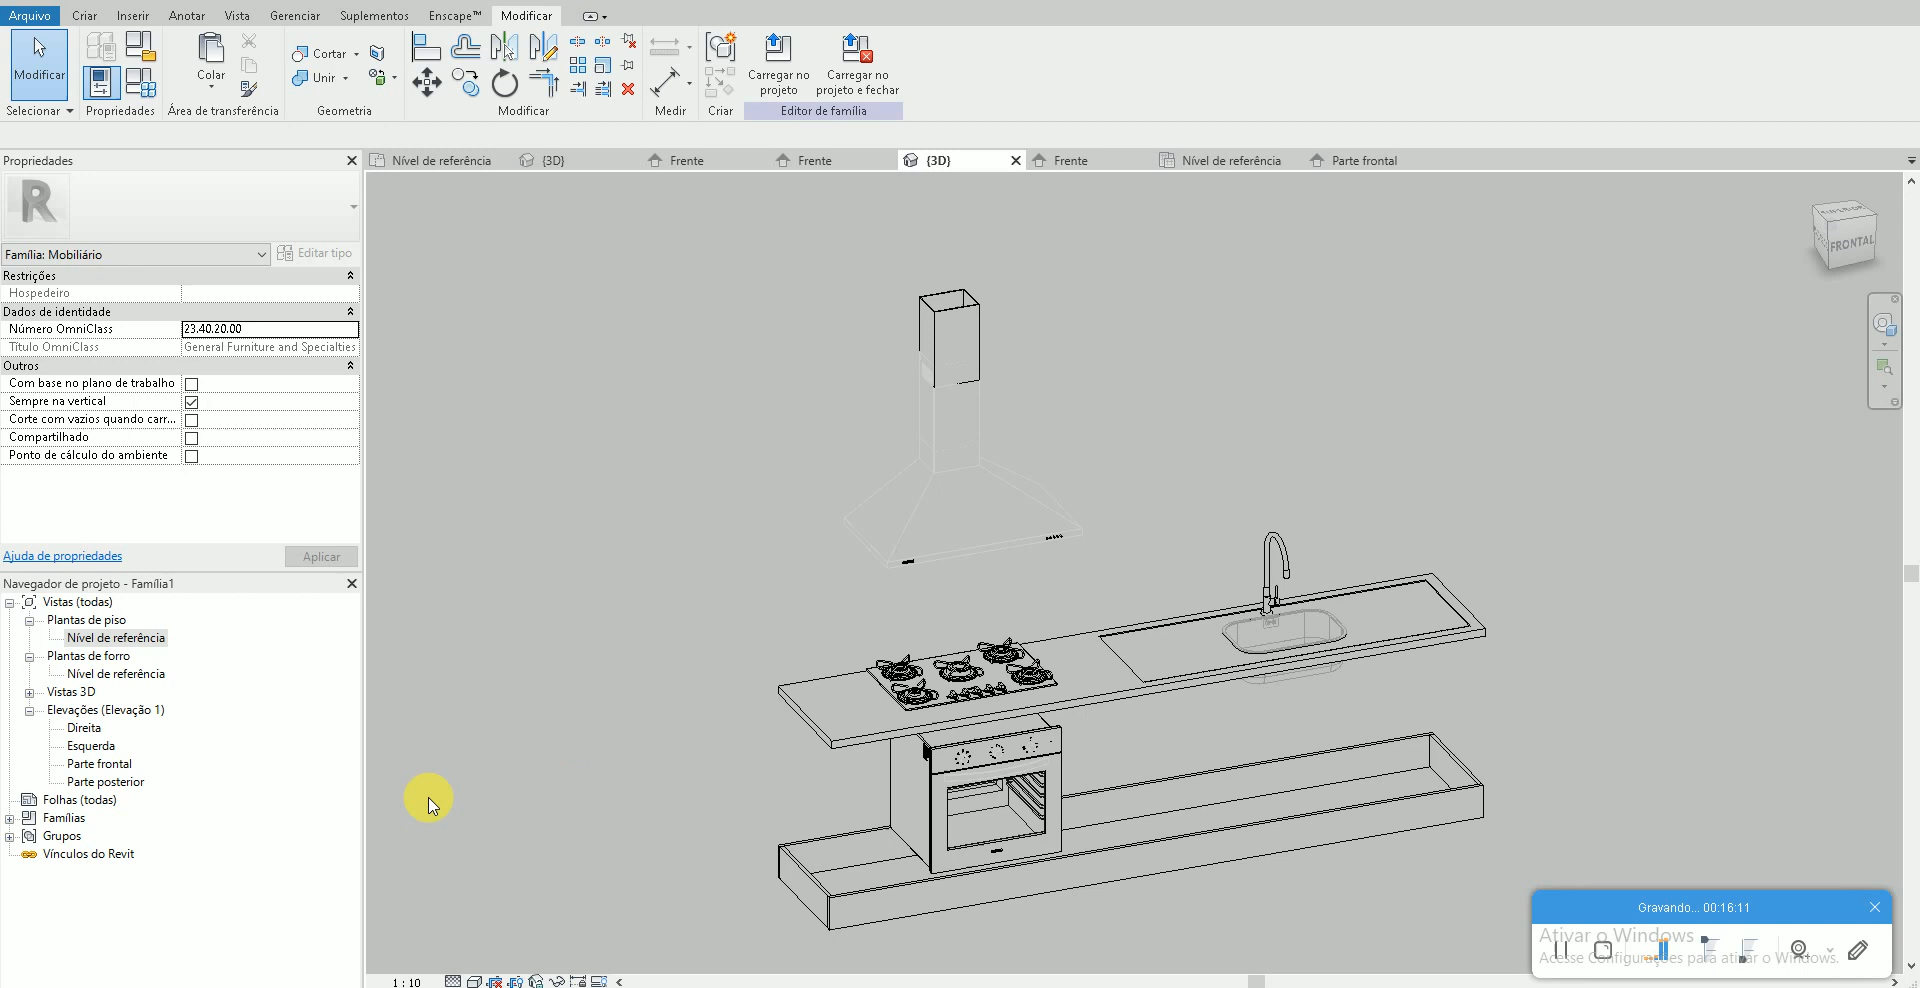 Arquivo Criar Inserir Anotar Vista Gerenciar Suplementos Enscape™ Modificar
Modificar
Colar
Cortar
Unir
Carregar no projeto
Carregar no projeto e fechar
Selecionar Propriedades Área de transferência Geometria Modificar Medir Criar Editor de família
Propriedades
Nível de referência {3D} Frente Frente {3D} Frente Nível de referência Parte frontal
R
Família: Mobiliário Editar tipo
Restrições
Hospedeiro
Dados de identidade
Número OmniClass 23.40.20.00
Título OmniClass General Furniture and Specialties
Outros
Com base no plano de trabalho
Sempre na vertical
Corte com vazios quando carr...
Compartilhado
Ponto de cálculo do ambiente
Ajuda de propriedades Aplicar
Navegador de projeto - Família1
Vistas (todas)
Plantas de piso
Nível de referência
Plantas de forro
Nível de referência
Vistas 3D
Elevações (Elevação 1)
Direita
Esquerda
Parte frontal
Parte posterior
Folhas (todas)
Famílias
Grupos
Vínculos do Revit
FRONTAL
Gravando... 00:16:11
Ativar o Windows
Acesse Configurações para ativar o Windows.
1 : 10